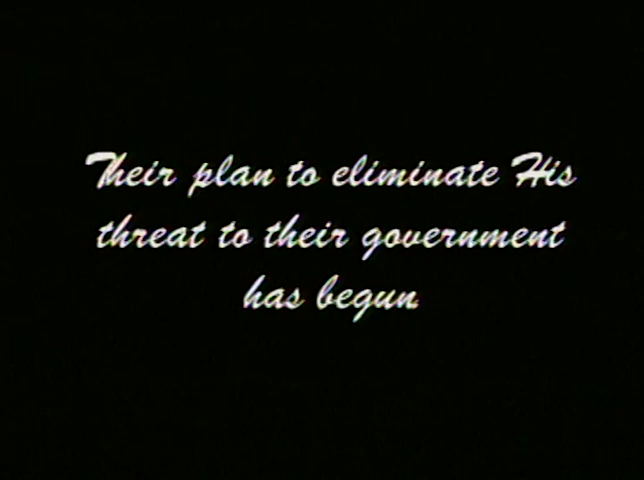 Their plan to eliminate His
threat to their government
has begun.